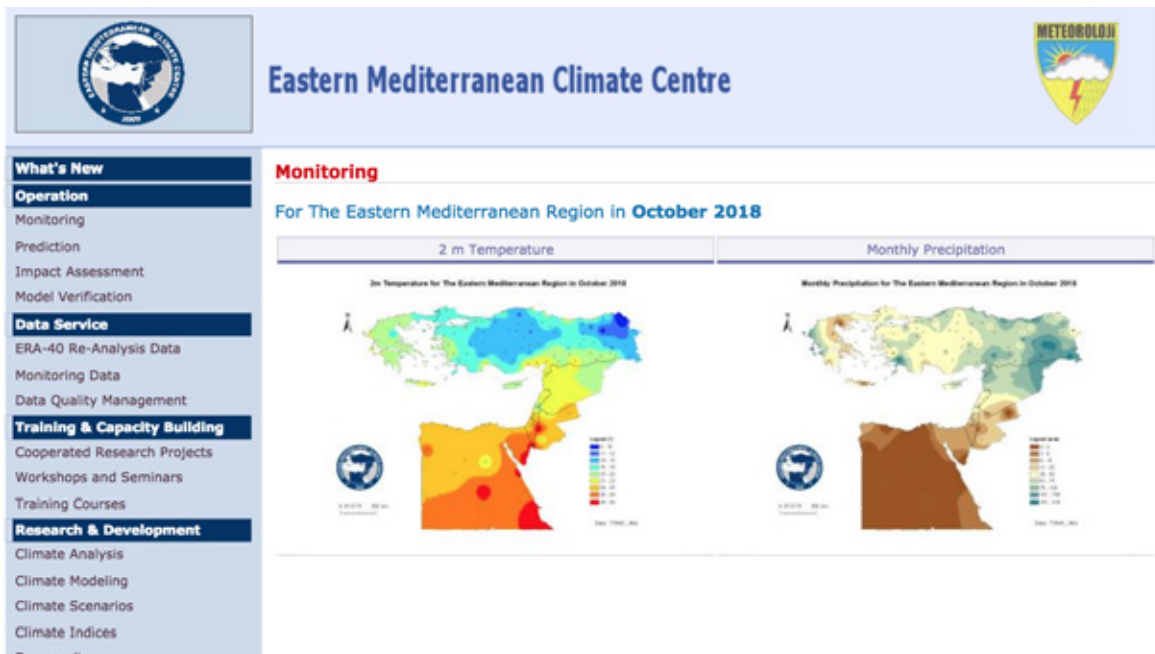 EASTERN MEDITERRANEAN CLIMATE CENTRE
METEOROLOJI
Eastern Mediterranean Climate Centre
What's New
Operation
Monitoring
Prediction
Impact Assessment
Model Verification
Data Service
ERA-40 Re-Analysis Data
Monitoring Data
Data Quality Management
Training & Capacity Building
Cooperated Research Projects
Workshops and Seminars
Training Courses
Research & Development
Climate Analysis
Climate Modeling
Climate Scenarios
Climate Indices
Monitoring
For The Eastern Mediterranean Region in October 2018
2 m Temperature
Monthly Precipitation
2m Temperature for The Eastern Mediterranean Region in October 2018
Monthly Precipitation for The Eastern Mediterranean Region in October 2018